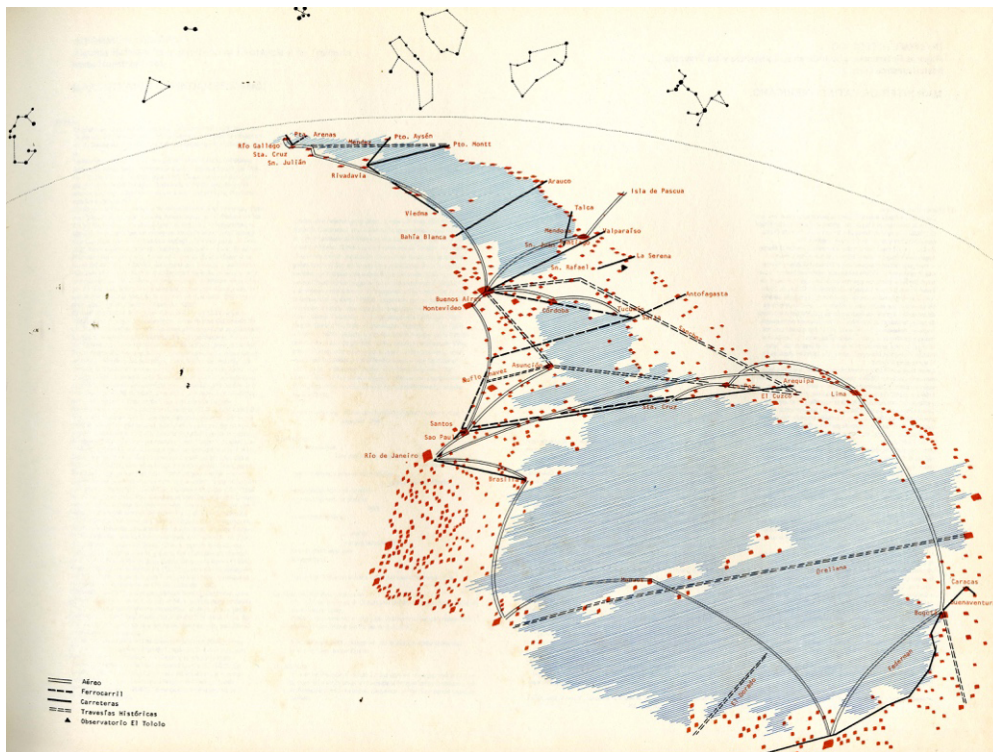 Pto. Arenas
Río Gallego
Sta. Cruz
Sn. Julián
Pto. Aysén
Pto. Montt
Rivadavia
Arauco
Isla de Pascua
Viedma
Talca
Bahía Blanca
Mendoza
Valparaíso
Sn. Rafael
La Serena
Buenos Aires
Montevideo
Córdoba
Antofagasta
Asunción
Ñuflo Chavez
Arequipa
El Cuzco
Lima
Sta. Cruz
Santos
Sao Paulo
Río de Janeiro
Brasilia
Orellana
Caracas
Buenaventura
Bogotá
Federman
El Dorado
Aéreo
Ferrocarril
Carreteras
Travesías Históricas
Observatorio El Tololo